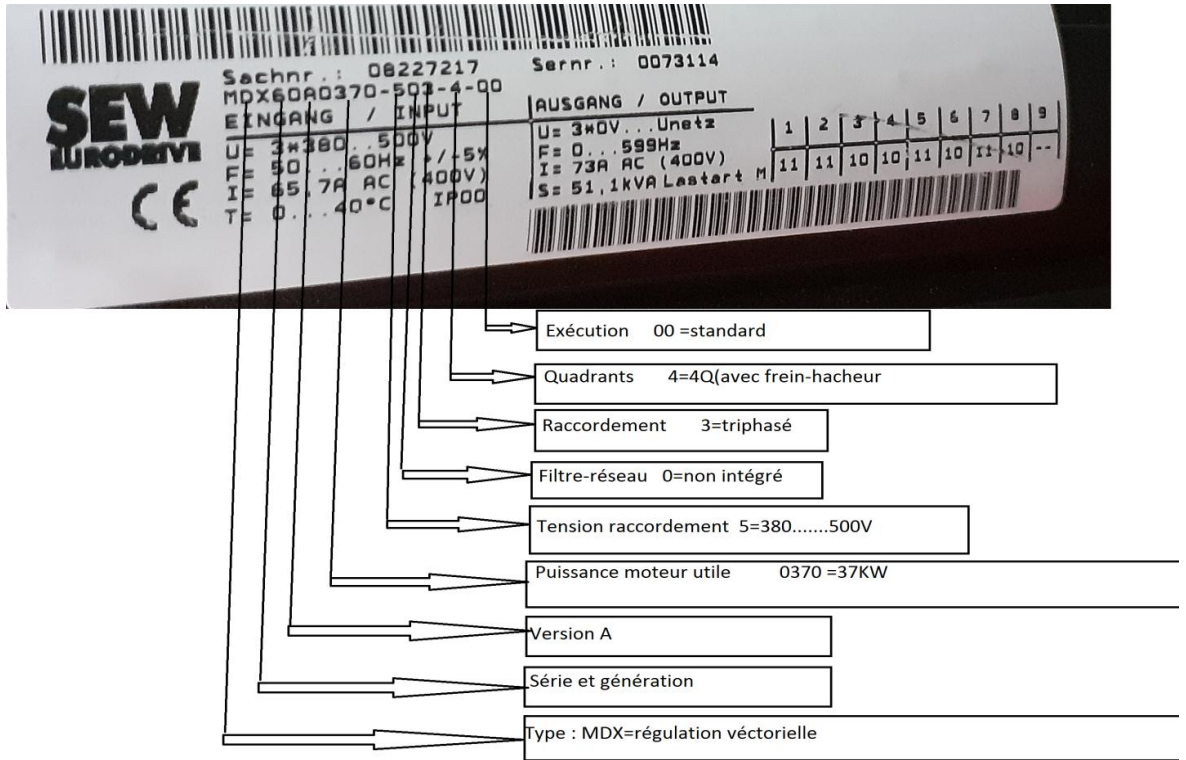 SEW
EURODRIVE
CE
Sachnr.: 08227217 Sernr.: 0073114
MDX60A0370-503-4-00
EINGANG / INPUT
U= 3*380..500V
F= 50...60Hz +/-5%
I= 65,7A AC (400V)
T= 0...40°C IP00
AUSGANG / OUTPUT
U= 3*0V...Unetz
F= 0...599Hz
I= 73A AC (400V)
S= 51,1kVA Lastart M
1 2 3 4 5 6 7 8 9
11 11 10 10 11 10 11 10 --
Exécution 00 =standard
Quadrants 4=4Q(avec frein-hacheur
Raccordement 3=triphasé
Filtre-réseau 0=non intégré
Tension raccordement 5=380.......500V
Puissance moteur utile 0370 =37KW
Version A
Série et génération
Type : MDX=régulation véctorielle